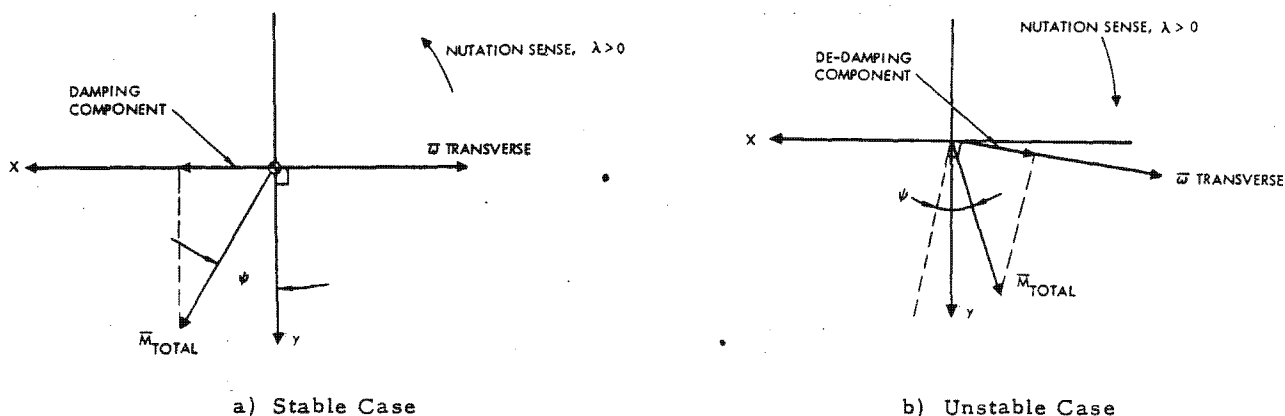 NUTATION SENSE, λ > 0
DAMPING
COMPONENT
X
ϖ TRANSVERSE
ψ
M̅TOTAL
y
a) Stable Case
NUTATION SENSE, λ > 0
DE-DAMPING
COMPONENT
X
ϖ TRANSVERSE
ψ
M̅TOTAL
y
b) Unstable Case